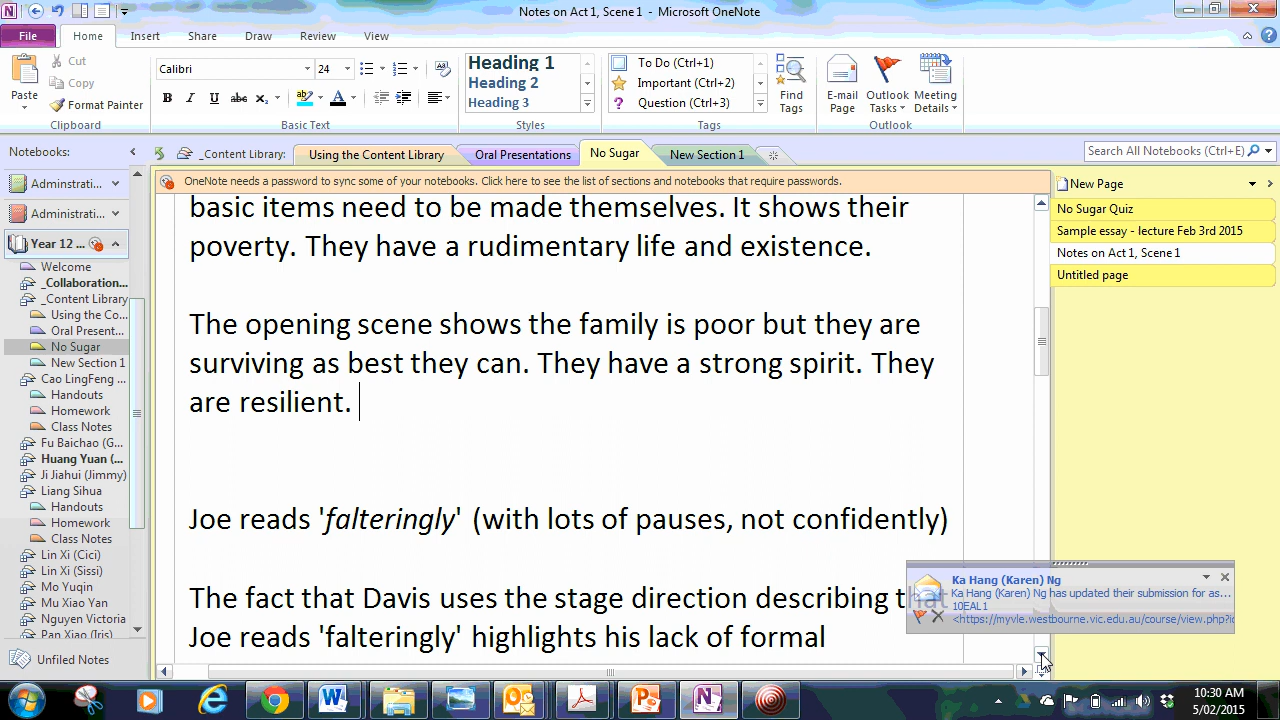 Notes on Act 1, Scene 1 - Microsoft OneNote
File Home Insert Share Draw Review View
Paste
Cut
Copy
Format Painter
Clipboard
Calibri 24
B I U abc X₂ ab A
Basic Text
Heading 1
Heading 2
Heading 3
Styles
To Do (Ctrl+1)
Important (Ctrl+2)
Question (Ctrl+3)
Find
Tags
Tags
E-mail
Page
Outlook
Tasks
Meeting
Details
Outlook
Notebooks:
_Content Library: Using the Content Library Oral Presentations No Sugar New Section 1
Search All Notebooks (Ctrl+E)
OneNote needs a password to sync some of your notebooks. Click here to see the list of sections and notebooks that require passwords.
Adminstrati...
Administrati...
Year 12 ...
Welcome
_Collaboration...
_Content Library
Using the Co...
Oral Present...
No Sugar
New Section 1
Cao LingFeng ...
Handouts
Homework
Class Notes
Fu Baichao (G...
Huang Yuan (...
Ji Jiahui (Jimmy)
Liang Sihua
Handouts
Homework
Class Notes
Lin Xi (Cici)
Lin Xi (Sissi)
Mo Yuqin
Mu Xiao Yan
Nguyen Victoria
Pan Xiao (Iris)
Unfiled Notes
basic items need to be made themselves. It shows their
poverty. They have a rudimentary life and existence.
The opening scene shows the family is poor but they are
surviving as best they can. They have a strong spirit. They
are resilient.
Joe reads 'falteringly' (with lots of pauses, not confidently)
The fact that Davis uses the stage direction describing that
Joe reads 'falteringly' highlights his lack of formal
New Page
No Sugar Quiz
Sample essay - lecture Feb 3rd 2015
Notes on Act 1, Scene 1
Untitled page
Ka Hang (Karen) Ng
Ka Hang (Karen) Ng has updated their submission for as...
10EAL1
<https://myvle.westbourne.vic.edu.au/course/view.php?ic
10:30 AM
5/02/2015